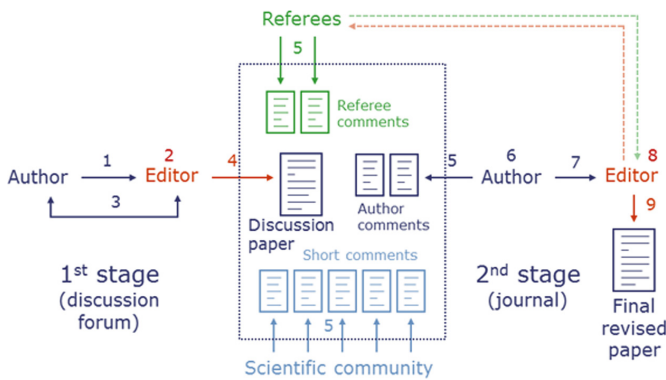 Referees
5
Referee
comments
1
2
4
Author
Editor
3
Discussion
paper
5
6
7
8
Author
Editor
Author
comments
9
Short comments
1st stage
(discussion
forum)
2nd stage
(journal)
Final
revised
paper
5
Scientific community